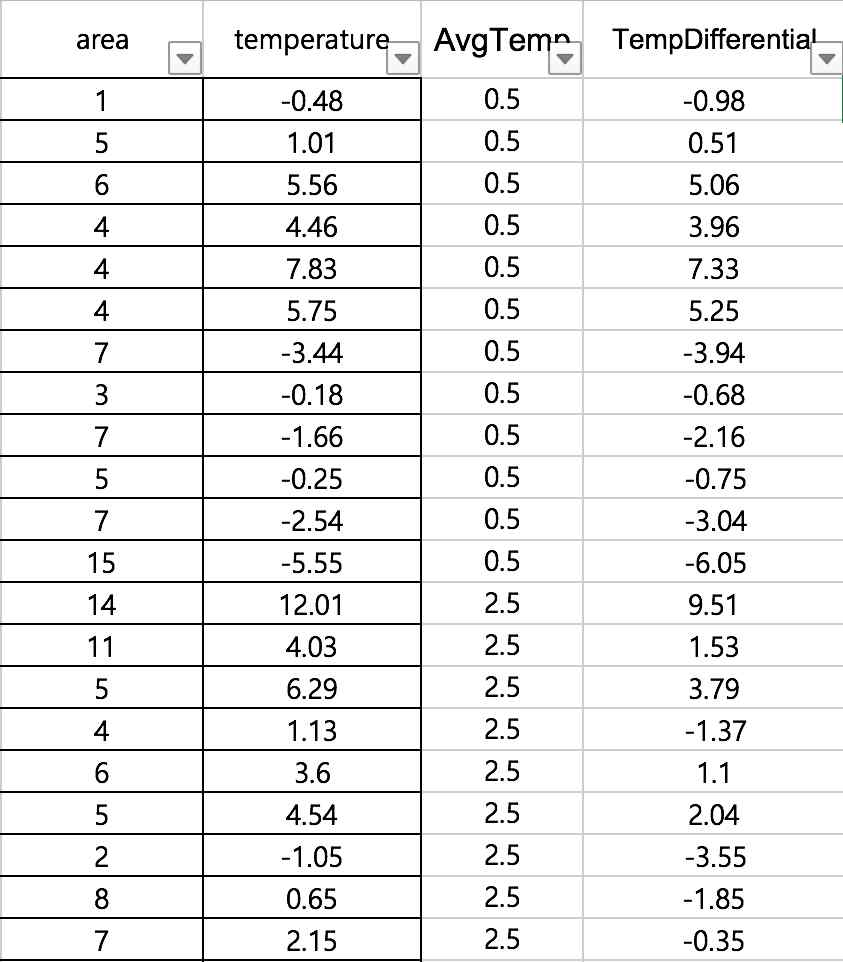 area temperature AvgTemp TempDifferential
1 -0.48 0.5 -0.98
5 1.01 0.5 0.51
6 5.56 0.5 5.06
4 4.46 0.5 3.96
4 7.83 0.5 7.33
4 5.75 0.5 5.25
7 -3.44 0.5 -3.94
3 -0.18 0.5 -0.68
7 -1.66 0.5 -2.16
5 -0.25 0.5 -0.75
7 -2.54 0.5 -3.04
15 -5.55 0.5 -6.05
14 12.01 2.5 9.51
11 4.03 2.5 1.53
5 6.29 2.5 3.79
4 1.13 2.5 -1.37
6 3.6 2.5 1.1
5 4.54 2.5 2.04
2 -1.05 2.5 -3.55
8 0.65 2.5 -1.85
7 2.15 2.5 -0.35